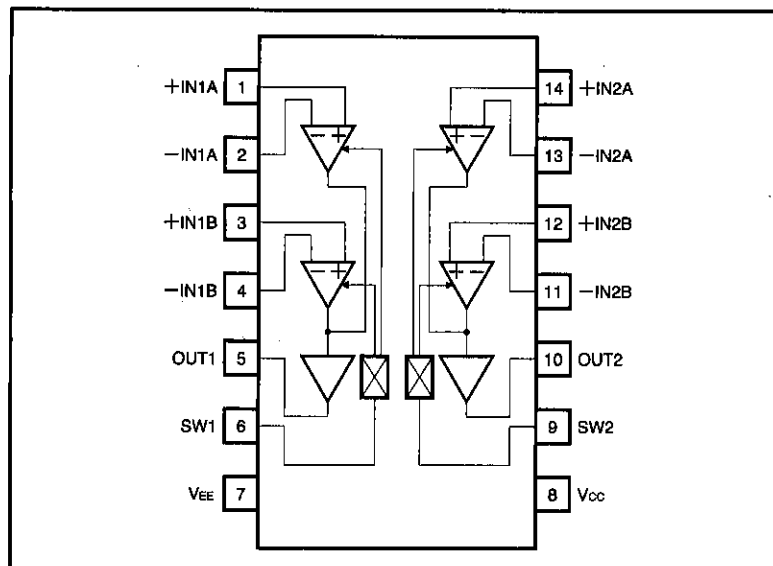 +IN1A 1
14 +IN2A
−IN1A 2
13 −IN2A
+IN1B 3
12 +IN2B
−IN1B 4
11 −IN2B
OUT1 5
10 OUT2
SW1 6
9 SW2
VEE 7
8 VCC
− +
+ −
− +
+ −